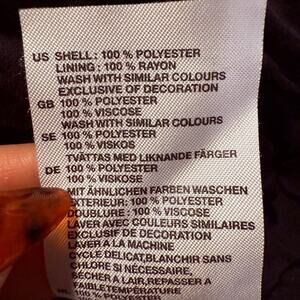 US SHELL : 100 % POLYESTER
LINING : 100 % RAYON
WASH WITH SIMILAR COLOURS
EXCLUSIVE OF DECORATION
GB 100 % POLYESTER
100 % VISCOSE
WASH WITH SIMILAR COLOURS
SE 100 % POLYESTER
100 % VISKOS
TVÄTTAS MED LIKNANDE FÄRGER
DE 100 % POLYESTER
100 % VISKOSE
MIT ÄHNLICHEN FARBEN WASCHEN
EXTERIEUR: 100 % POLYESTER
DOUBLURE : 100 % VISCOSE
LAVER AVEC COULEURS SIMILAIRES
EXCLUSIF DE DECORATION
LAVER A LA MACHINE
CYCLE DELICAT,BLANCHIR SANS
CHLORE SI NÉCESSAIRE,
SÉCHER A L'AIR,REPASSER A
FAIBLE TEMPÉRATURE
100 % POLYESTER